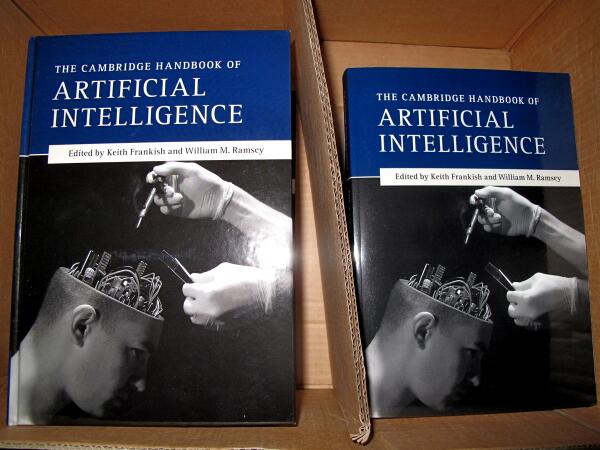 THE CAMBRIDGE HANDBOOK OF
ARTIFICIAL
INTELLIGENCE
Edited by Keith Frankish and William M. Ramsey
THE CAMBRIDGE HANDBOOK OF
ARTIFICIAL
INTELLIGENCE
Edited by Keith Frankish and William M. Ramsey